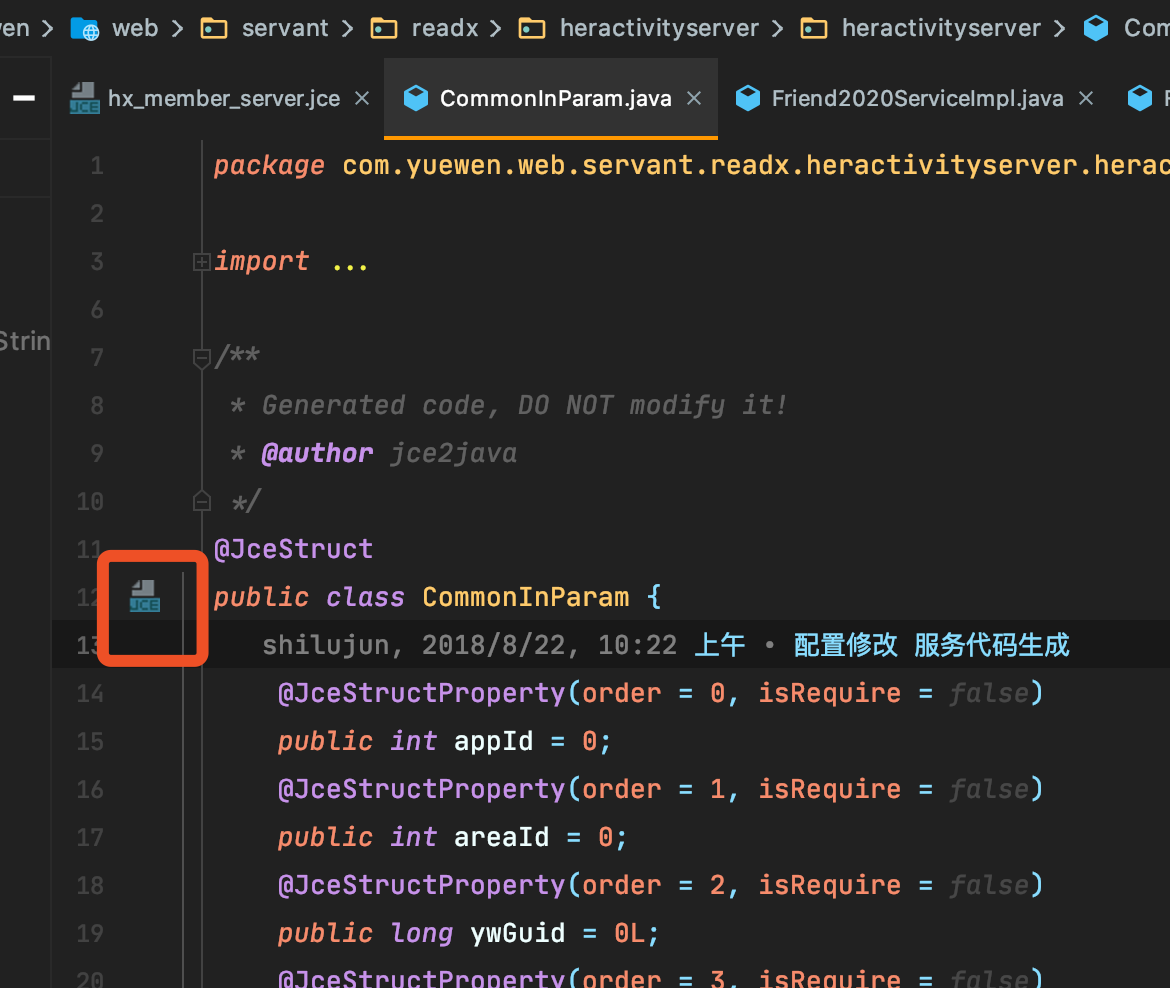 en web servant readx heractivityserver heractivityserver Com
JCE hx_member_server.jce CommonInParam.java Friend2020ServiceImpl.java F
1 package com.yuewen.web.servant.readx.heractivityserver.herac
2
3 import ...
6
Strin
7 /**
8 * Generated code, DO NOT modify it!
9 * @author jce2java
10 */
11 @JceStruct
12 JCE public class CommonInParam {
13 shilujun, 2018/8/22, 10:22 上午 • 配置修改 服务代码生成
14 @JceStructProperty(order = 0, isRequire = false)
15 public int appId = 0;
16 @JceStructProperty(order = 1, isRequire = false)
17 public int areaId = 0;
18 @JceStructProperty(order = 2, isRequire = false)
19 public long ywGuid = 0L;
20 @JceStructProperty(order = 3, isRequire = false)